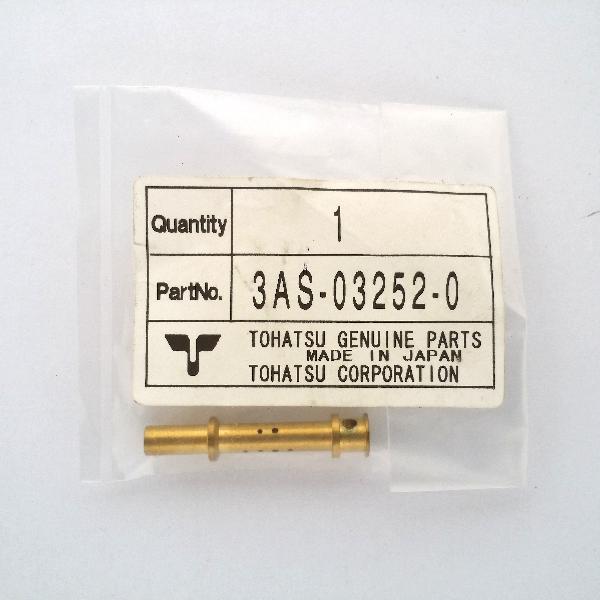 Quantity 1
PartNo. 3AS-03252-0
TOHATSU GENUINE PARTS
MADE IN JAPAN
TOHATSU CORPORATION